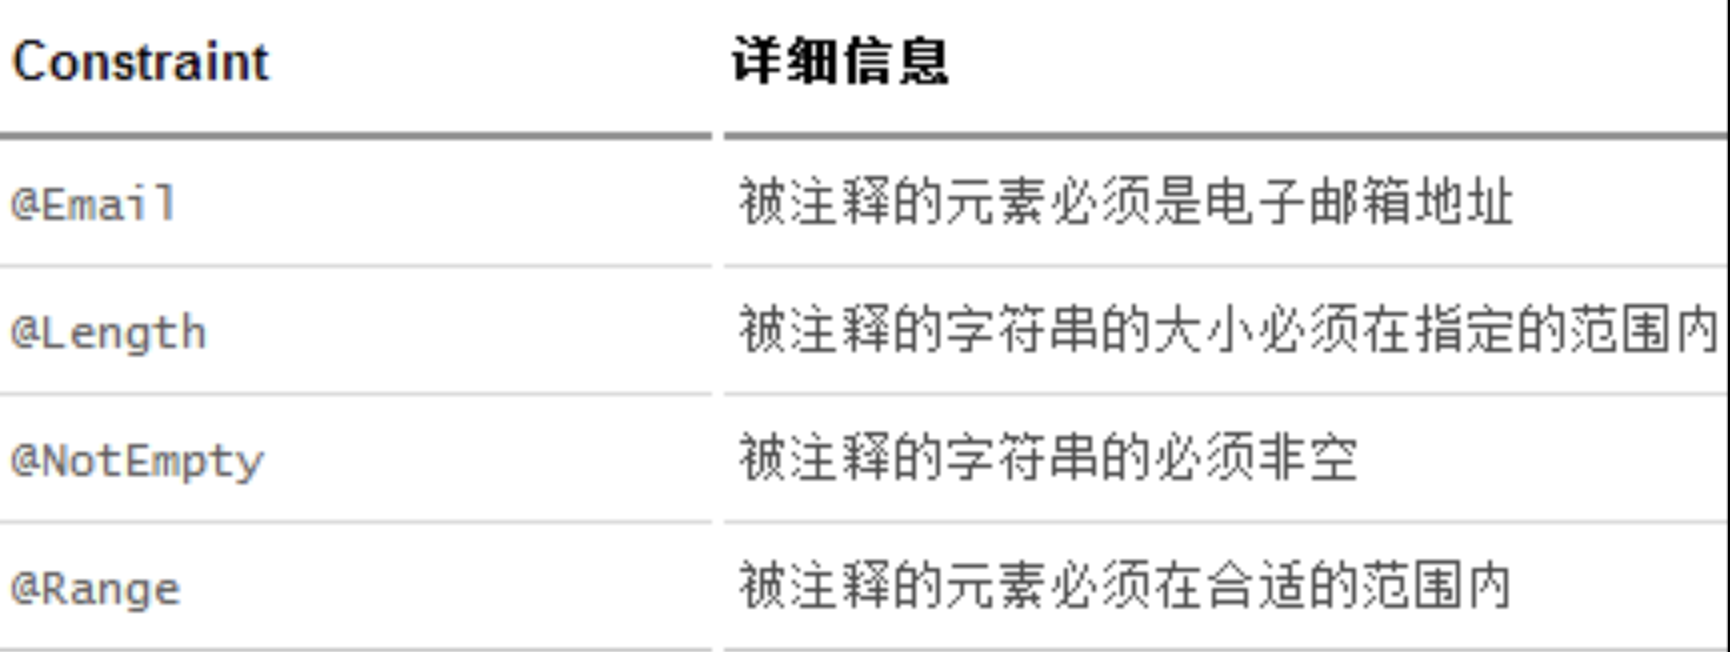 Constraint 详细信息
@Email 被注释的元素必须是电子邮箱地址
@Length 被注释的字符串的大小必须在指定的范围内
@NotEmpty 被注释的字符串的必须非空
@Range 被注释的元素必须在合适的范围内